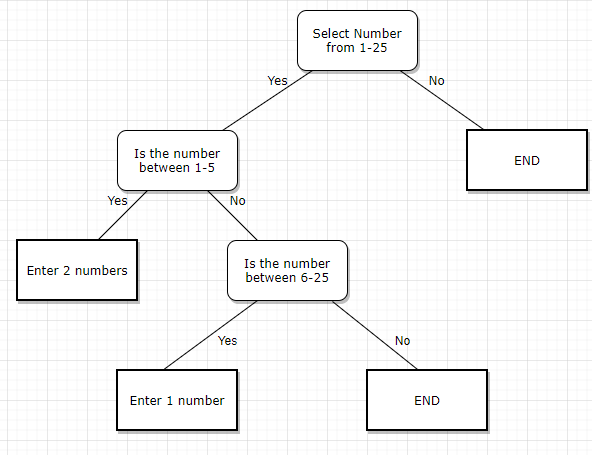 Select Number
from 1-25
Yes
No
Is the number
between 1-5
END
Yes
No
Enter 2 numbers
Is the number
between 6-25
Yes
No
Enter 1 number
END